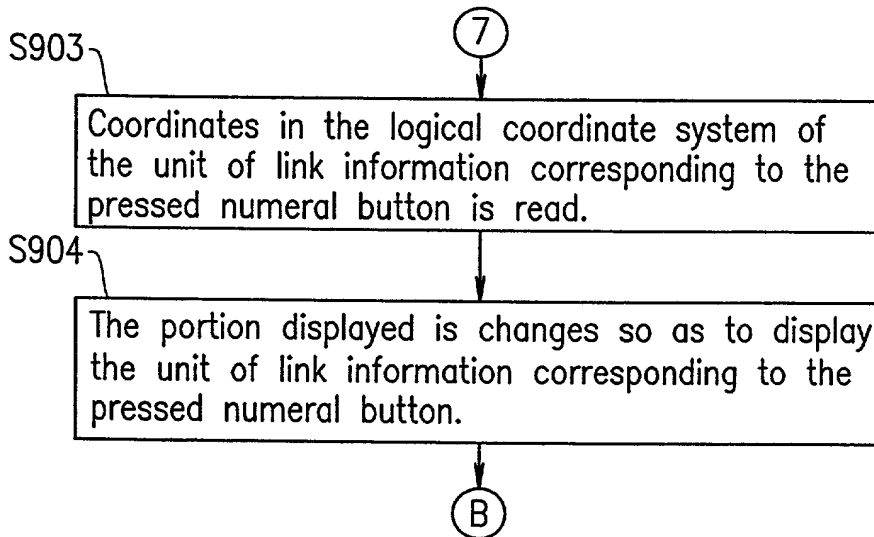 7
S903
Coordinates in the logical coordinate system of
the unit of link information corresponding to the
pressed numeral button is read.
S904
The portion displayed is changes so as to display
the unit of link information corresponding to the
pressed numeral button.
B